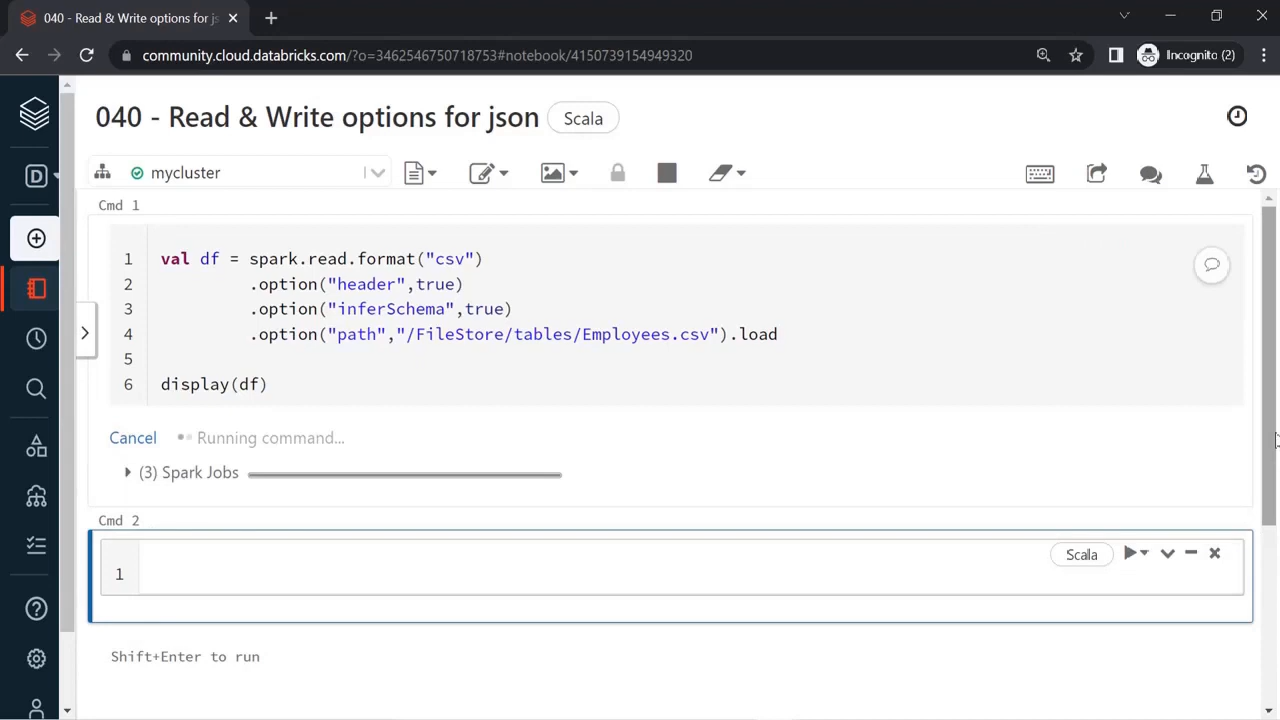 040 - Read & Write options for js
community.cloud.databricks.com/?o=3462546750718753#notebook/4150739154949320
Incognito (2)
040 - Read & Write options for json Scala
mycluster
Cmd 1
1 val df = spark.read.format("csv")
2 .option("header",true)
3 .option("inferSchema",true)
4 .option("path","/FileStore/tables/Employees.csv").load
5
6 display(df)
Cancel Running command...
(3) Spark Jobs
Cmd 2
Scala
1
Shift+Enter to run
D